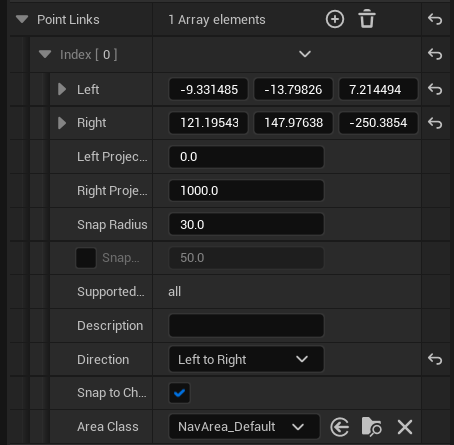 Point Links 1 Array elements
Index [ 0 ]
Left -9.331485 -13.79826 7.214494
Right 121.19543 147.97638 -250.3854
Left Projec... 0.0
Right Proje... 1000.0
Snap Radius 30.0
Snap... 50.0
Supported... all
Description
Direction Left to Right
Snap to Ch...
Area Class NavArea_Default